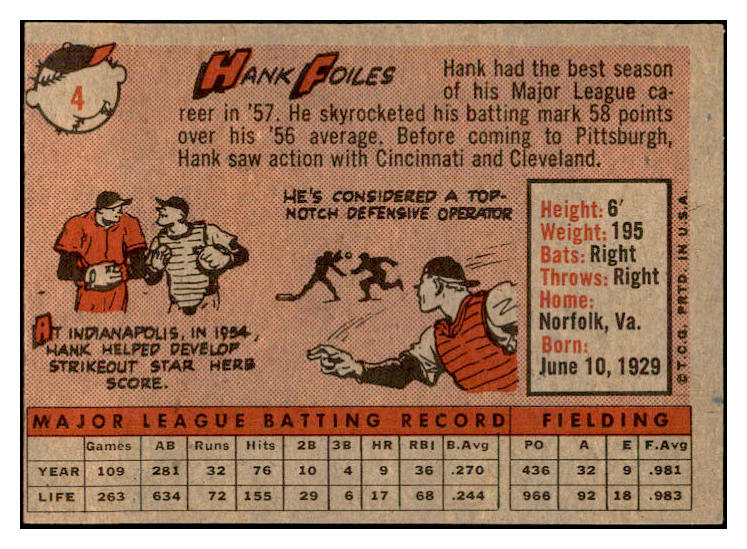 4
HANK FOILES
Hank had the best season
of his Major League ca-
reer in '57. He skyrocketed his batting mark 58 points
over his '56 average. Before coming to Pittsburgh,
Hank saw action with Cincinnati and Cleveland.
HE'S CONSIDERED A TOP-
NOTCH DEFENSIVE OPERATOR
AT INDIANAPOLIS, IN 1954,
HANK HELPED DEVELOP
STRIKEOUT STAR HERB
SCORE.
Height: 6'
Weight: 195
Bats: Right
Throws: Right
Home:
Norfolk, Va.
Born:
June 10, 1929
© T.C.G. PRTD. IN U.S.A.
MAJOR LEAGUE BATTING RECORD FIELDING
Games AB Runs Hits 2B 3B HR RBI B.Avg PO A E F.Avg
YEAR 109 281 32 76 10 4 9 36 .270 436 32 9 .981
LIFE 263 634 72 155 29 6 17 68 .244 966 92 18 .983